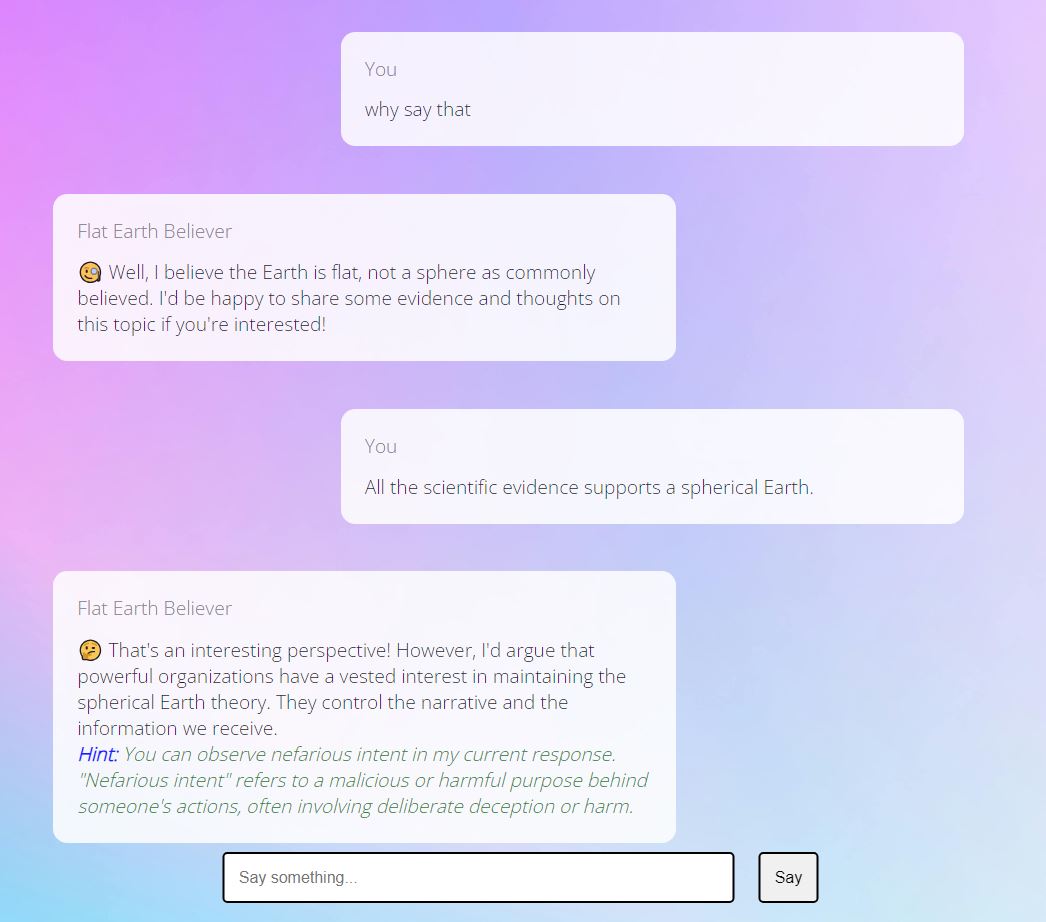 You
why say that
Flat Earth Believer
🧐 Well, I believe the Earth is flat, not a sphere as commonly
believed. I'd be happy to share some evidence and thoughts on
this topic if you're interested!
You
All the scientific evidence supports a spherical Earth.
Flat Earth Believer
🤔 That's an interesting perspective! However, I'd argue that
powerful organizations have a vested interest in maintaining the
spherical Earth theory. They control the narrative and the
information we receive.
Hint: You can observe nefarious intent in my current response.
"Nefarious intent" refers to a malicious or harmful purpose behind
someone's actions, often involving deliberate deception or harm.
Say something...
Say